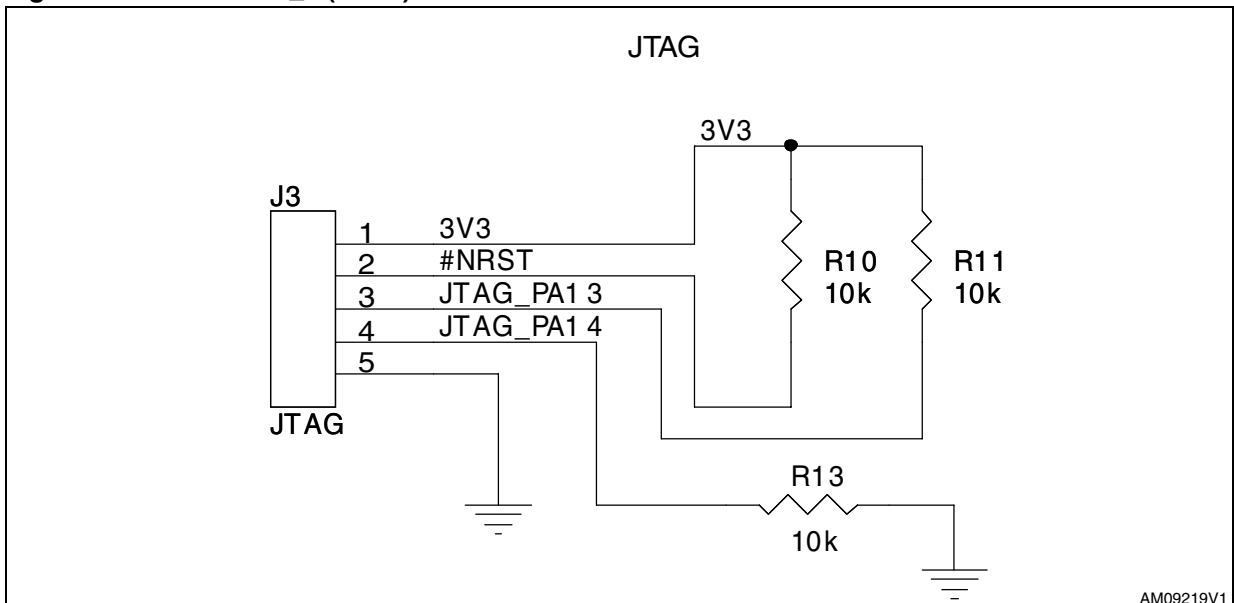 JTAG
3V3
J3
1 3V3
2 #NRST
3 JTAG_PA13
4 JTAG_PA14
5
JTAG
R10
10k
R11
10k
R13
10k
AM09219V1